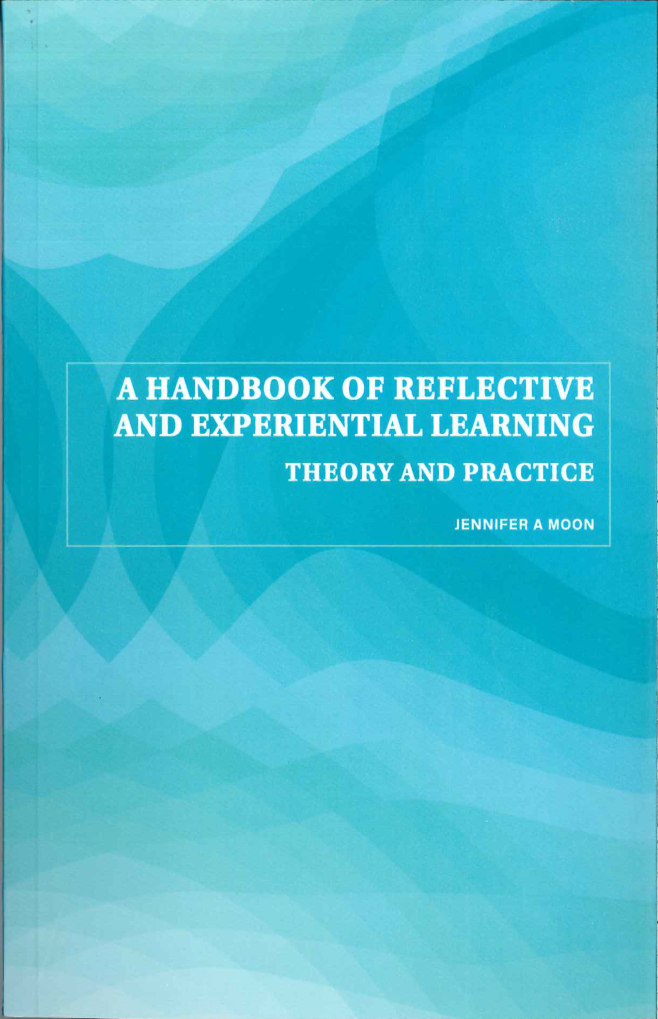 A HANDBOOK OF REFLECTIVE
AND EXPERIENTIAL LEARNING
THEORY AND PRACTICE
JENNIFER A MOON